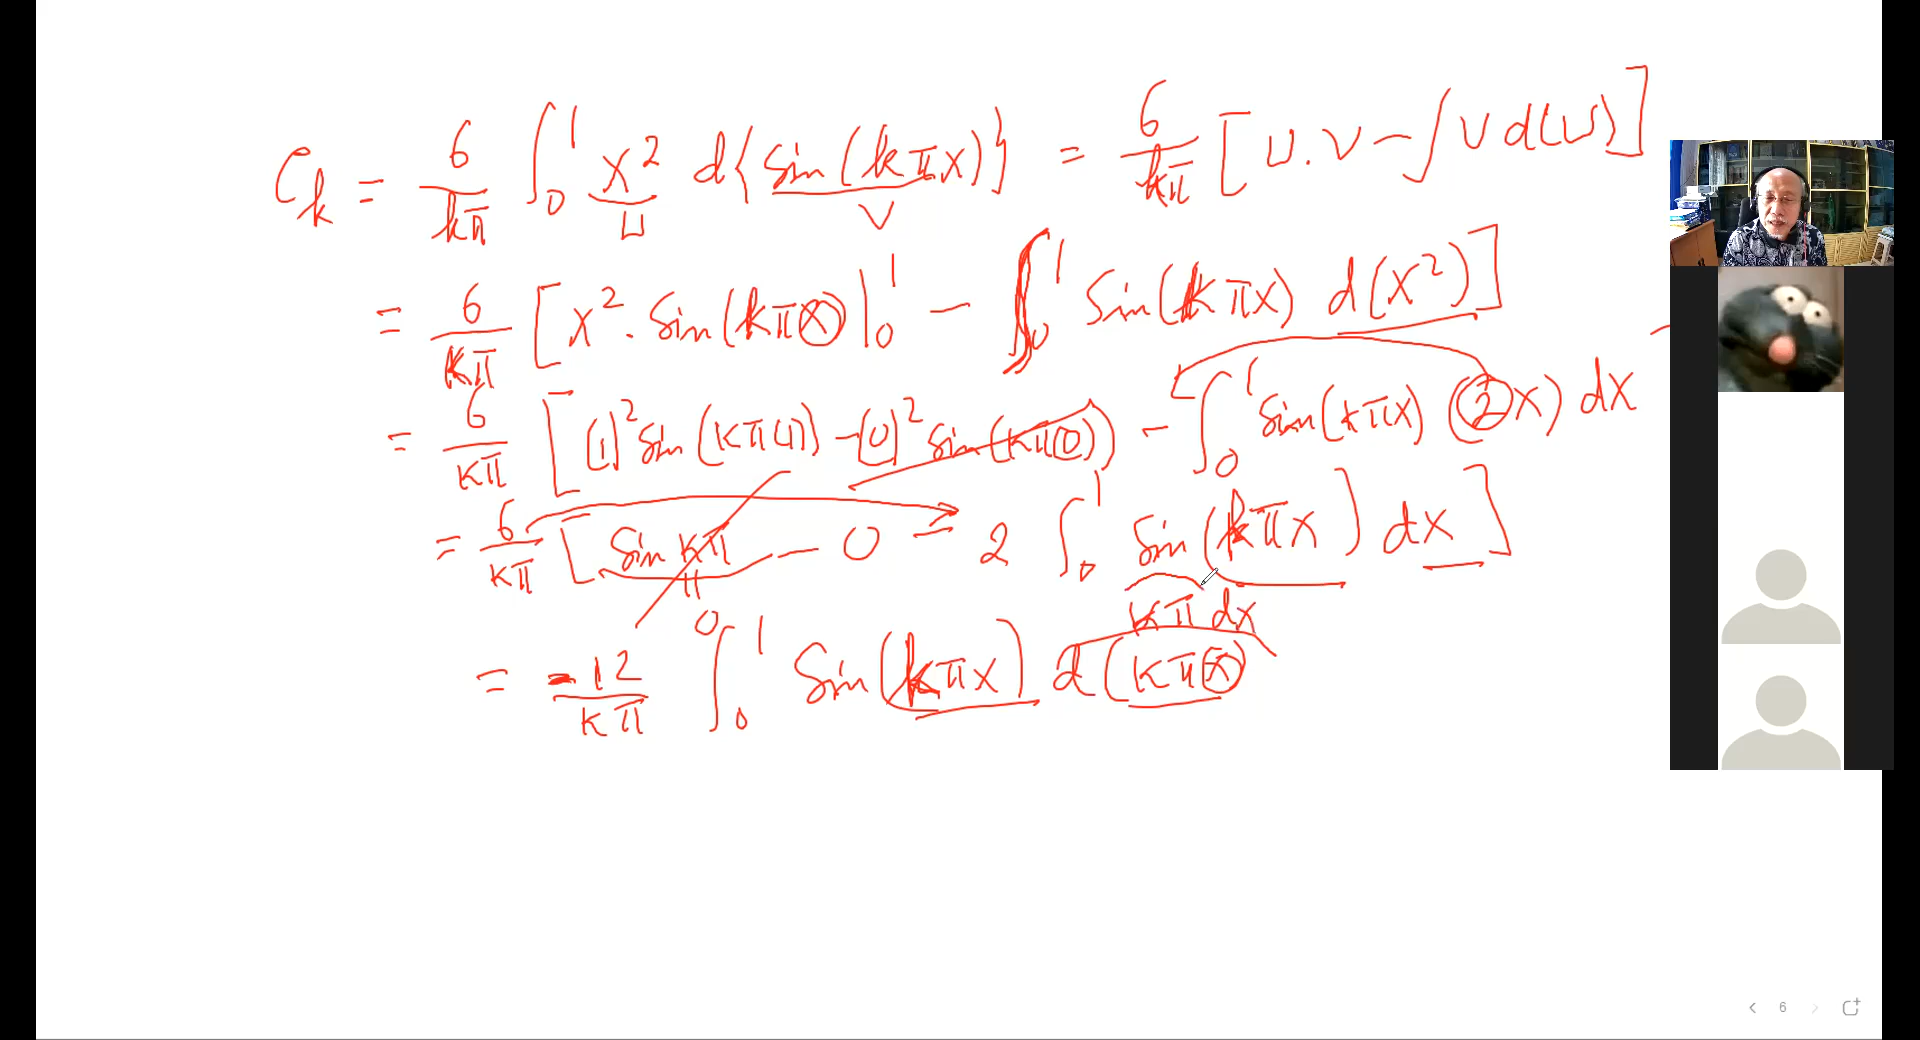 C_k = 6/kπ ∫_0^1 x² d{sin(kπx)} = 6/kπ [U.V - ∫V d(U)]
U V
= 6/kπ [x². sin(kπx)|_0^1 - ∫_0^1 sin(kπx) d(x²)]
= 6/kπ [(1)² sin(kπ(1)) - (0)² sin(kπ(0)) - ∫_0^1 sin(kπx) (2x) dx
= 6/kπ [sin kπ - 0 - 2 ∫_0^1 sin(kπx) dx]
0 kπ dx
= -12/kπ ∫_0^1 sin(kπx) d(kπx)
6